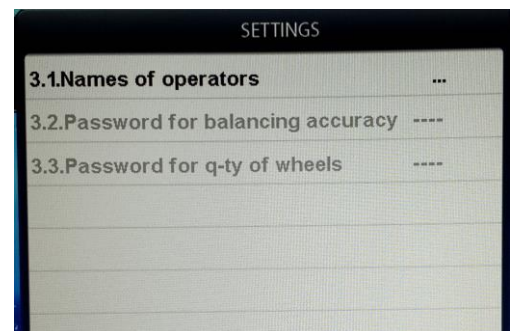 SETTINGS
3.1.Names of operators ...
3.2.Password for balancing accuracy ----
3.3.Password for q-ty of wheels ----